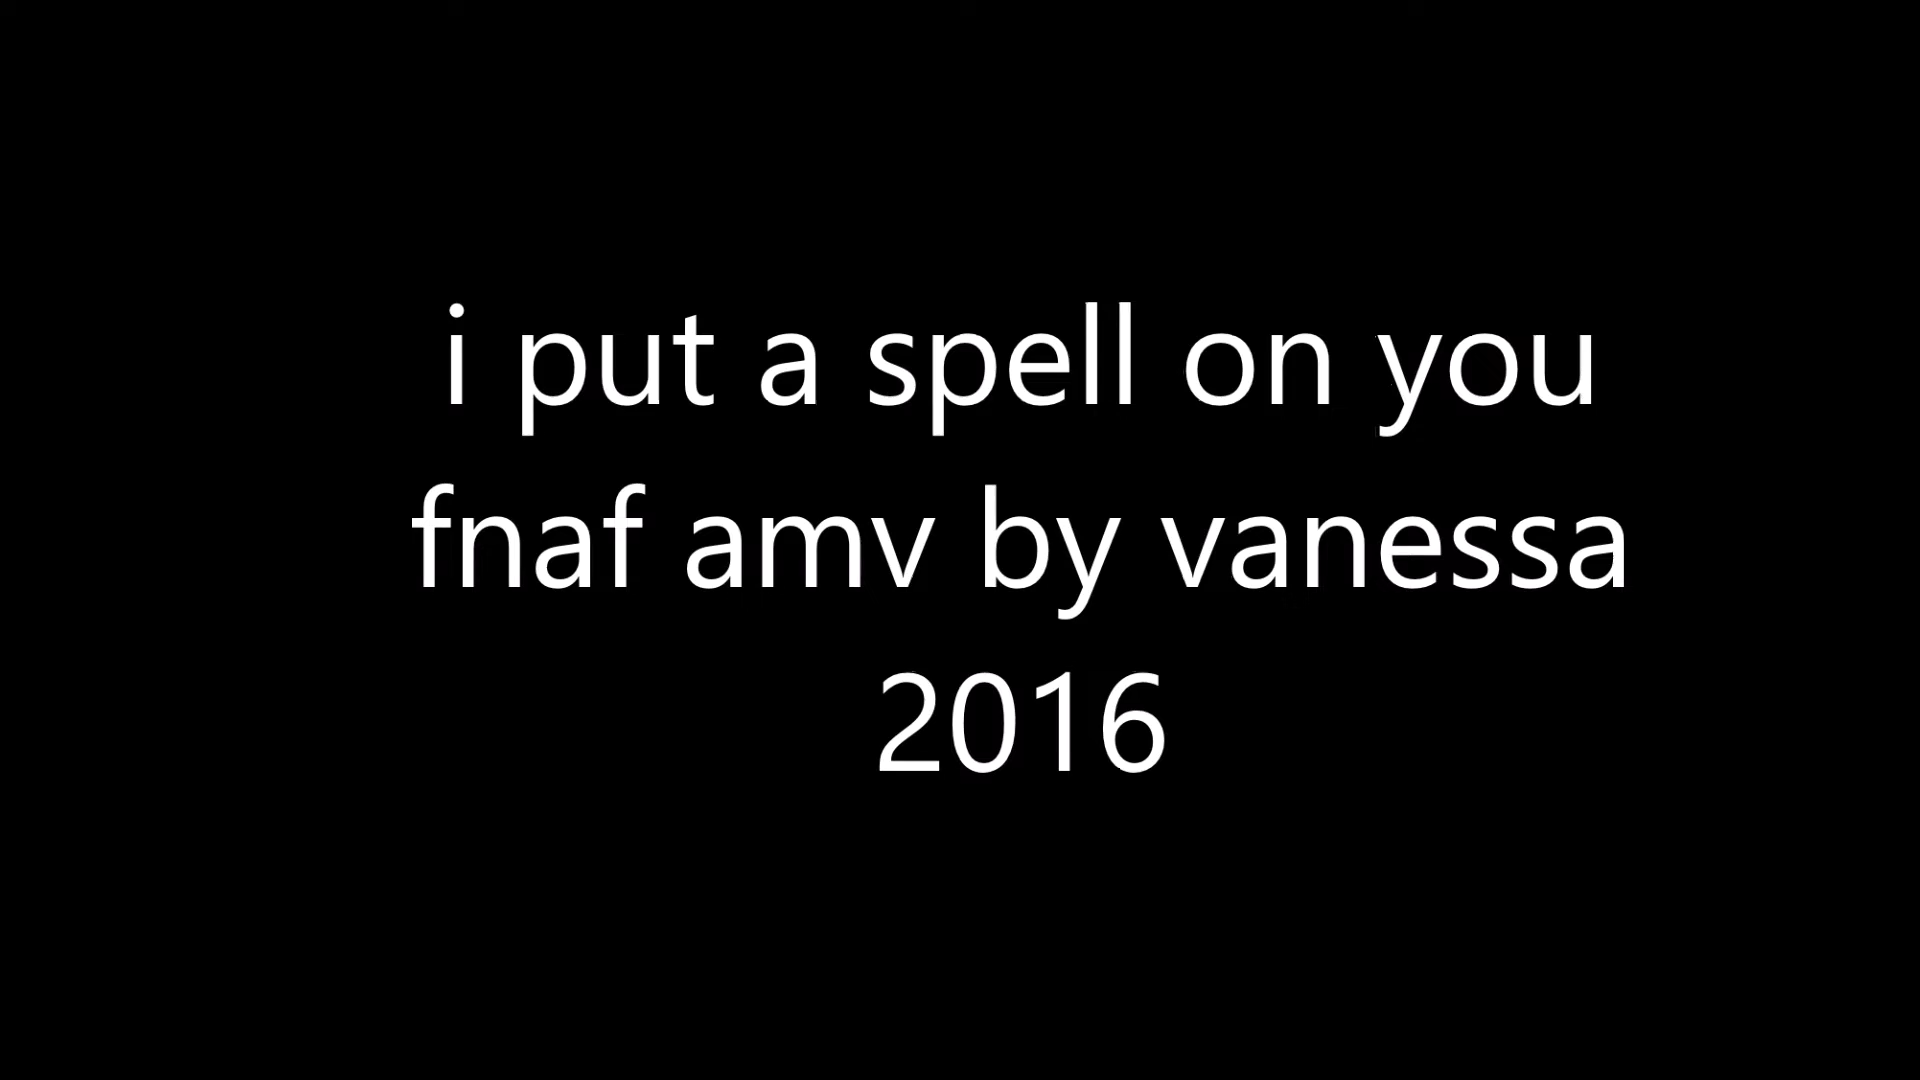 i put a spell on you
fnaf amv by vanessa
2016